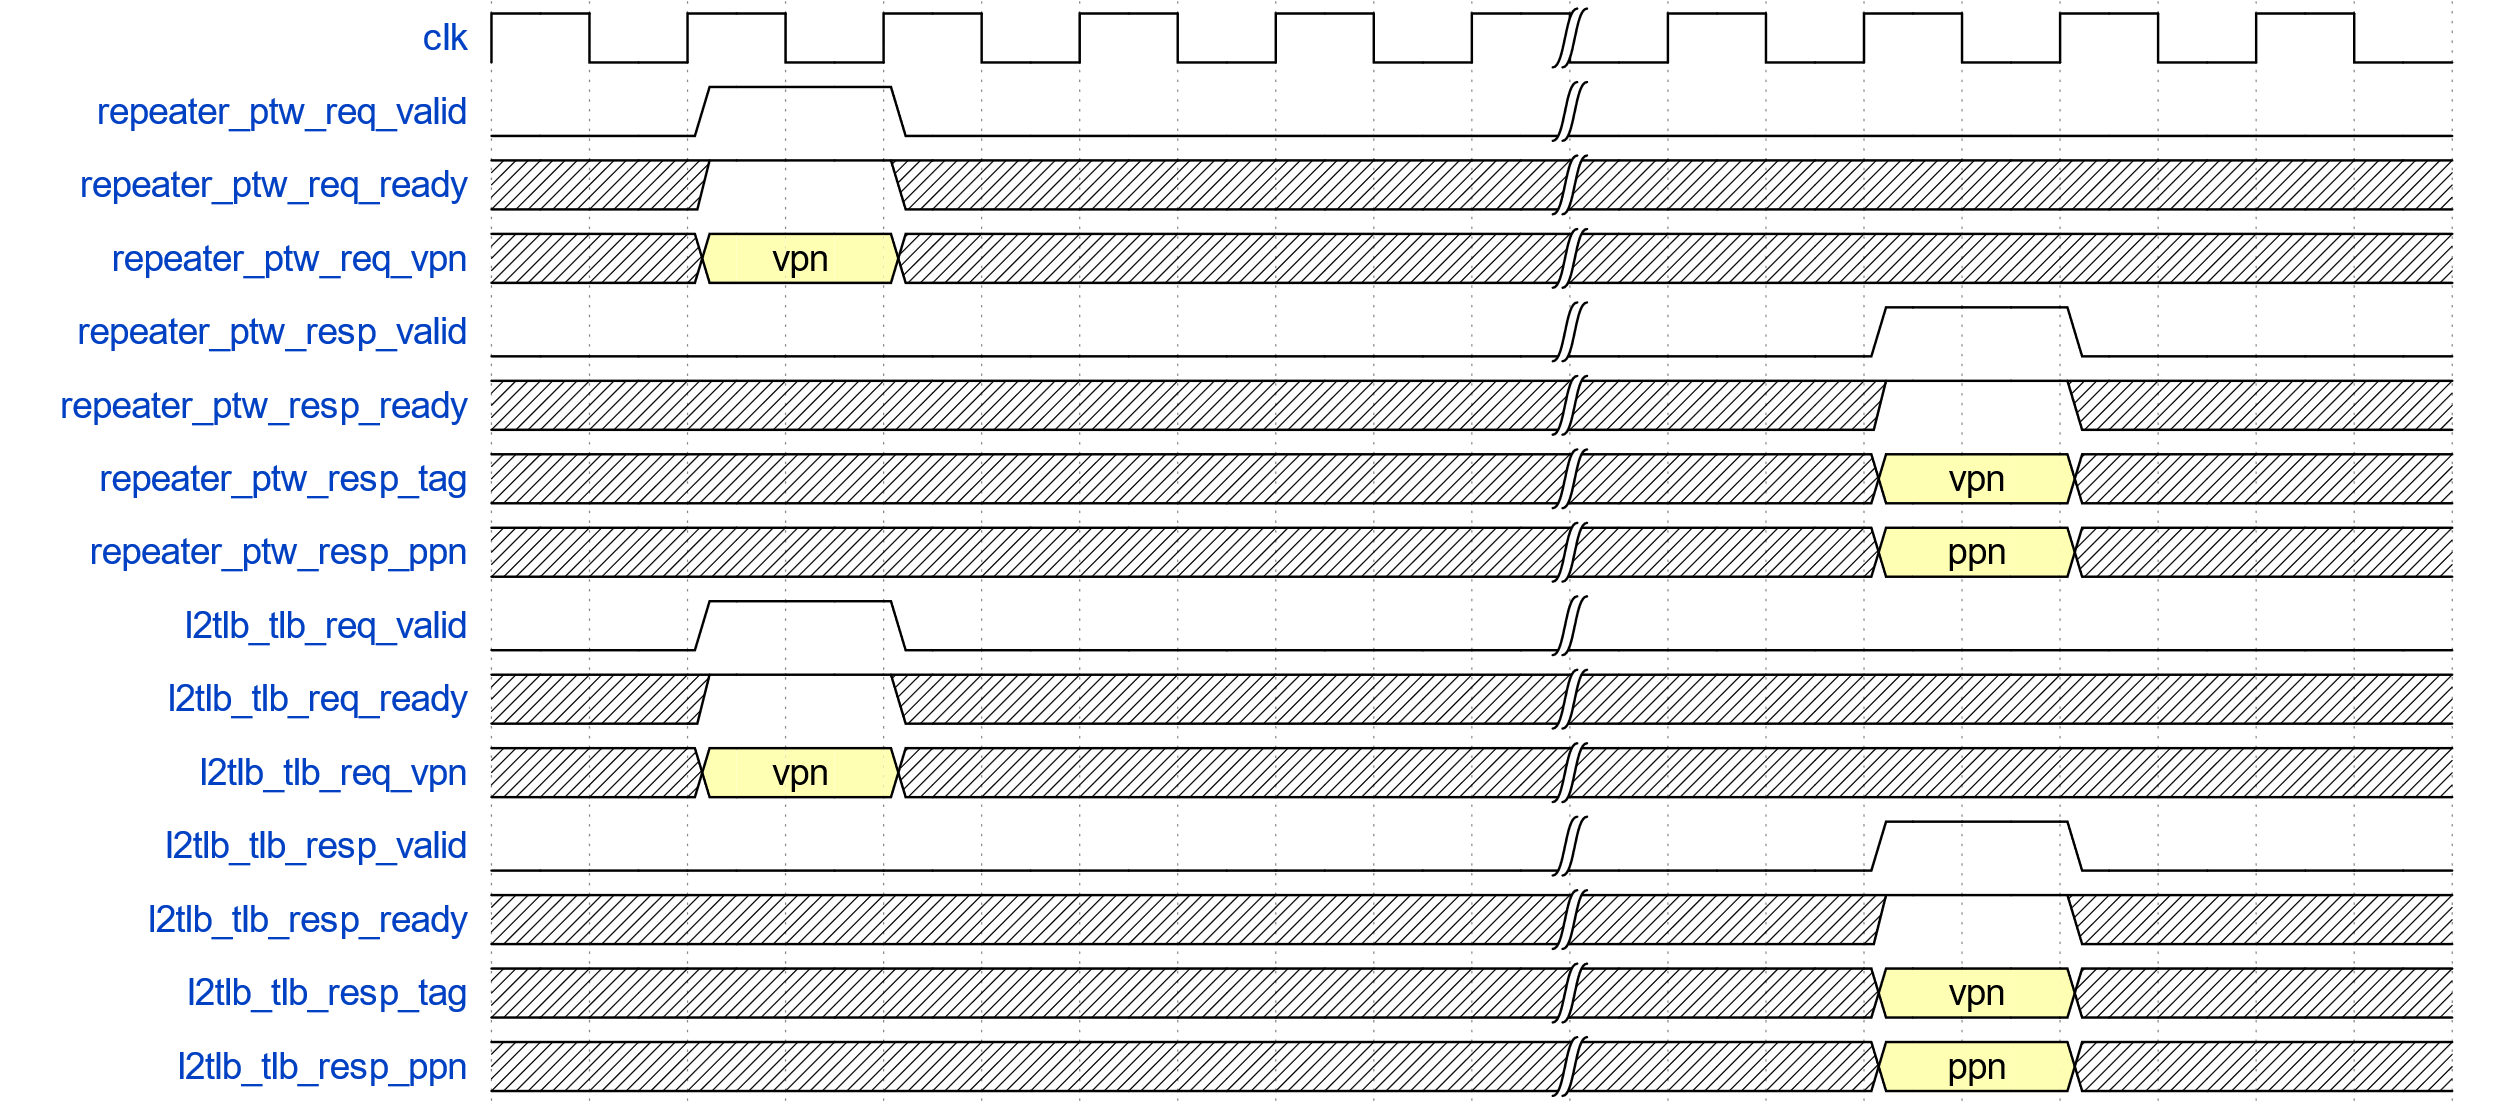 clk
repeater_ptw_req_valid
repeater_ptw_req_ready
repeater_ptw_req_vpn vpn
repeater_ptw_resp_valid
repeater_ptw_resp_ready
repeater_ptw_resp_tag vpn
repeater_ptw_resp_ppn ppn
l2tlb_tlb_req_valid
l2tlb_tlb_req_ready
l2tlb_tlb_req_vpn vpn
l2tlb_tlb_resp_valid
l2tlb_tlb_resp_ready
l2tlb_tlb_resp_tag vpn
l2tlb_tlb_resp_ppn ppn